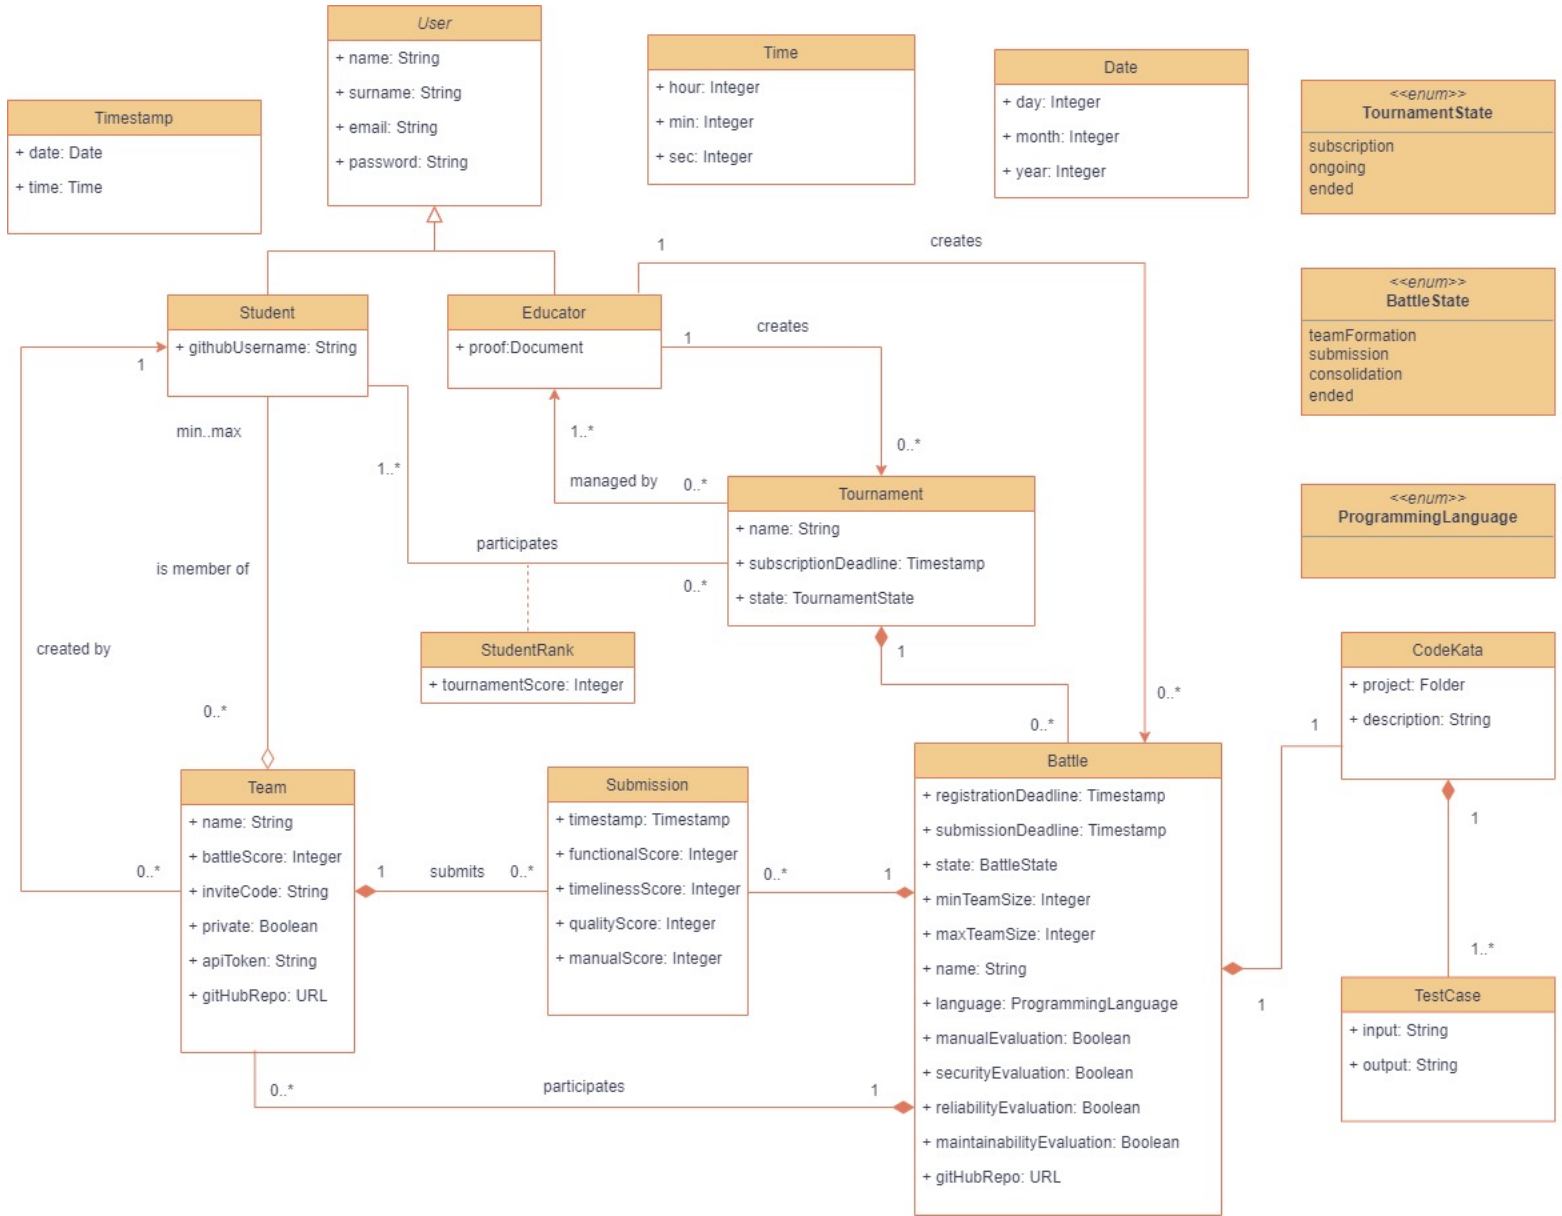 User
+ name: String
+ surname: String
+ email: String
+ password: String
Time
+ hour: Integer
+ min: Integer
+ sec: Integer
Date
+ day: Integer
+ month: Integer
+ year: Integer
<<enum>>
TournamentState
subscription
ongoing
ended
Timestamp
+ date: Date
+ time: Time
1
creates
<<enum>>
BattleState
teamFormation
submission
consolidation
ended
Student
+ githubUsername: String
Educator
+ proof:Document
1
creates
0..*
1
min..max
1..*
1..*
managed by
0..*
Tournament
+ name: String
+ subscriptionDeadline: Timestamp
+ state: TournamentState
<<enum>>
ProgrammingLanguage
participates
0..*
is member of
created by
StudentRank
+ tournamentScore: Integer
1
0..*
0..*
0..*
CodeKata
+ project: Folder
+ description: String
1
1
1..*
Team
+ name: String
+ battleScore: Integer
+ inviteCode: String
+ private: Boolean
+ apiToken: String
+ gitHubRepo: URL
0..*
1
submits
0..*
Submission
+ timestamp: Timestamp
+ functionalScore: Integer
+ timelinessScore: Integer
+ qualityScore: Integer
+ manualScore: Integer
0..*
1
Battle
+ registrationDeadline: Timestamp
+ submissionDeadline: Timestamp
+ state: BattleState
+ minTeamSize: Integer
+ maxTeamSize: Integer
+ name: String
+ language: ProgrammingLanguage
+ manualEvaluation: Boolean
+ securityEvaluation: Boolean
+ reliabilityEvaluation: Boolean
+ maintainabilityEvaluation: Boolean
+ gitHubRepo: URL
1
TestCase
+ input: String
+ output: String
0..*
participates
1